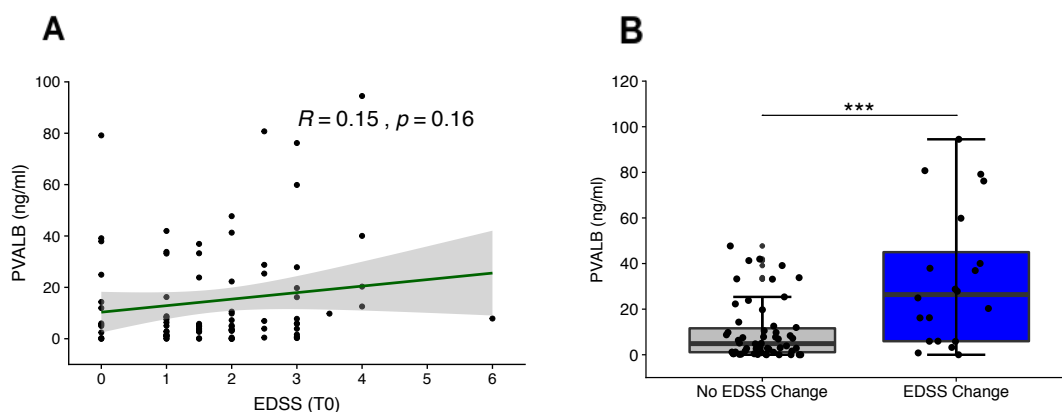 A
PVALB (ng/ml)
100
80
60
40
20
0
R = 0.15 , p = 0.16
0 1 2 3 4 5 6
EDSS (T0)
B
PVALB (ng/ml)
120
100
80
60
40
20
0
***
No EDSS Change EDSS Change